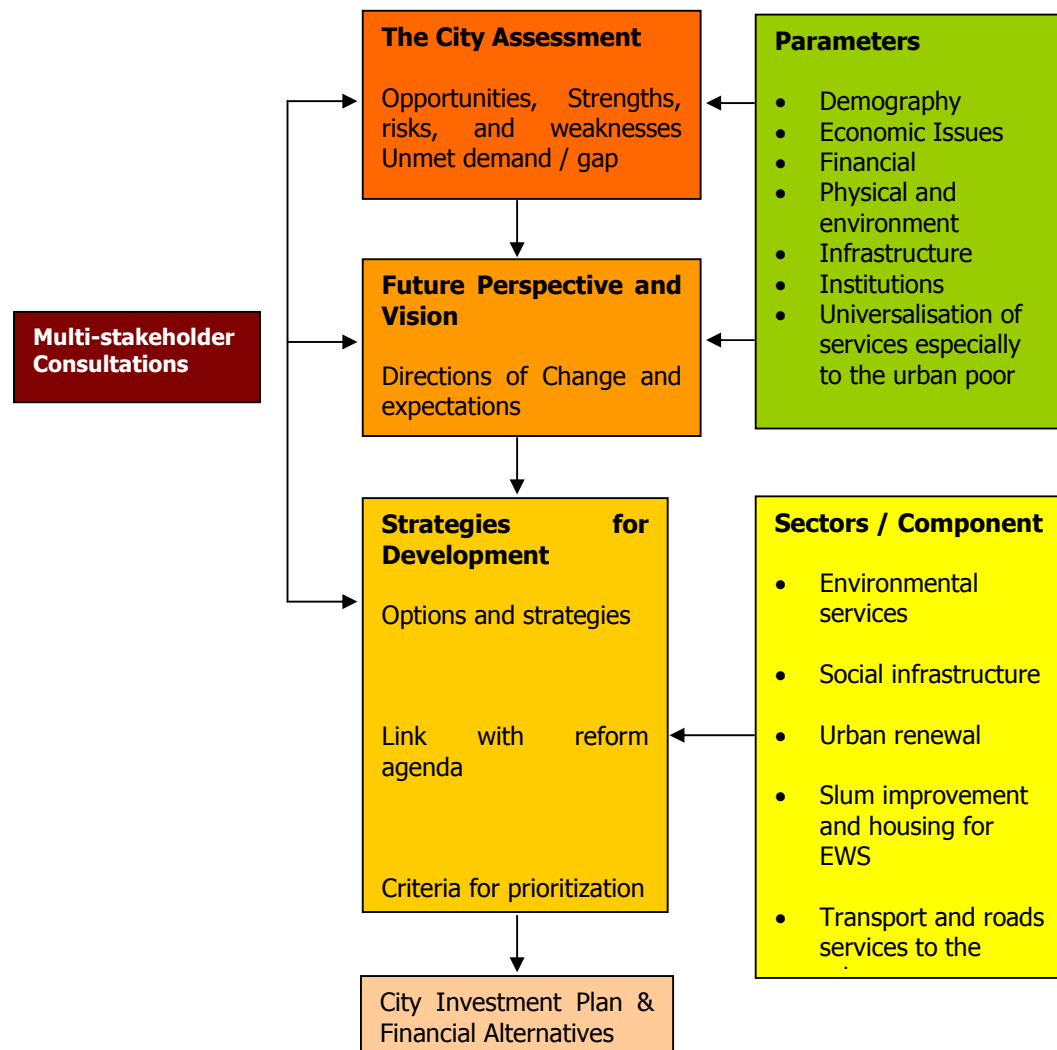 The City Assessment
Opportunities, Strengths,
risks, and weaknesses
Unmet demand / gap
Parameters
• Demography
• Economic Issues
• Financial
• Physical and
environment
• Infrastructure
• Institutions
• Universalisation of
services especially
to the urban poor
Multi-stakeholder
Consultations
Future Perspective and
Vision
Directions of Change and
expectations
Strategies for
Development
Options and strategies
Link with reform
agenda
Criteria for prioritization
Sectors / Component
• Environmental
services
• Social infrastructure
• Urban renewal
• Slum improvement
and housing for
EWS
• Transport and roads
services to the
City Investment Plan &
Financial Alternatives